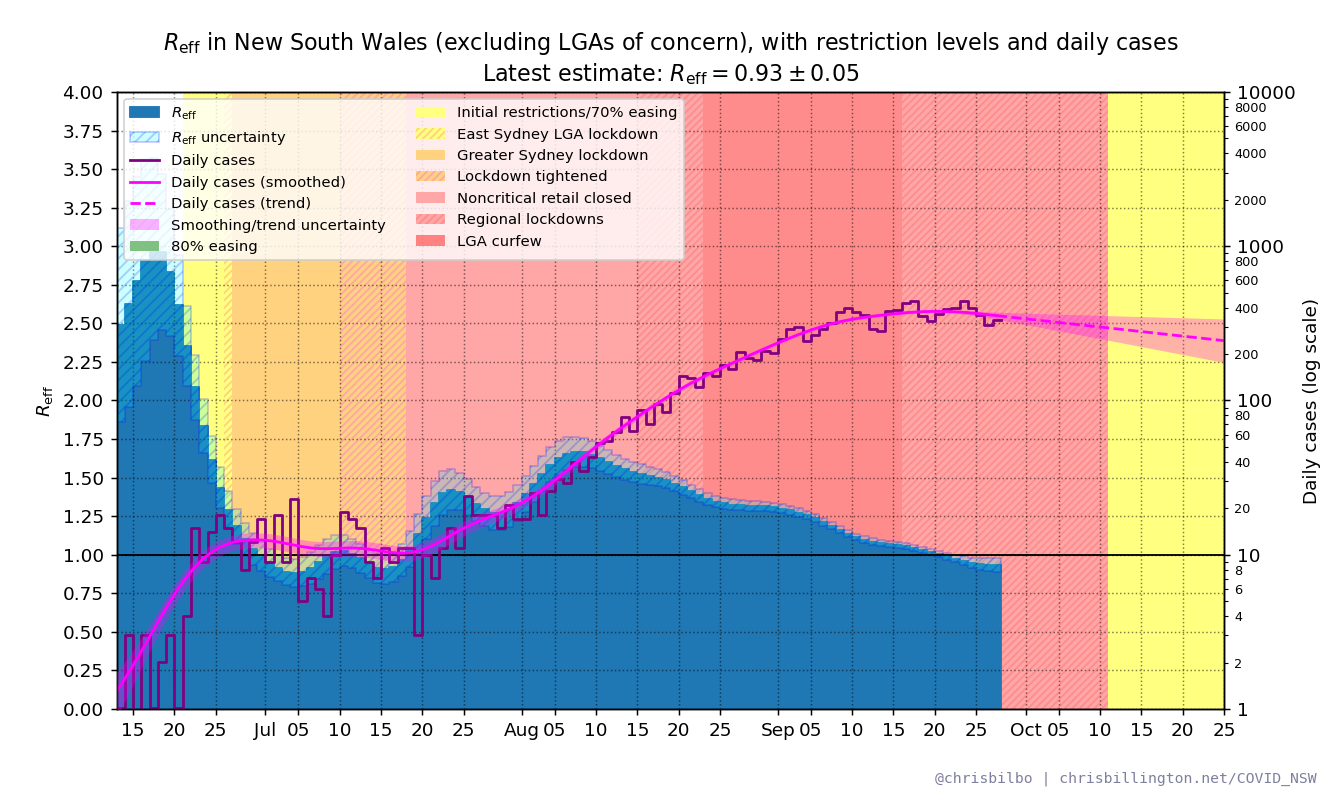 Reff in New South Wales (excluding LGAs of concern), with restriction levels and daily cases
Latest estimate: Reff = 0.93 ± 0.05
Reff
Reff uncertainty
Daily cases
Daily cases (smoothed)
Daily cases (trend)
Smoothing/trend uncertainty
80% easing
Initial restrictions/70% easing
East Sydney LGA lockdown
Greater Sydney lockdown
Lockdown tightened
Noncritical retail closed
Regional lockdowns
LGA curfew
Reff
4.00
3.75
3.50
3.25
3.00
2.75
2.50
2.25
2.00
1.75
1.50
1.25
1.00
0.75
0.50
0.25
0.00
10000
8000
6000
4000
2000
1000
800
600
400
200
100
80
60
40
20
10
8
6
4
2
1
Daily cases (log scale)
15 20 25 Jul 05 10 15 20 25 Aug 05 10 15 20 25 Sep 05 10 15 20 25 Oct 05 10 15 20 25
@chrisbilbo | chrisbillington.net/COVID_NSW